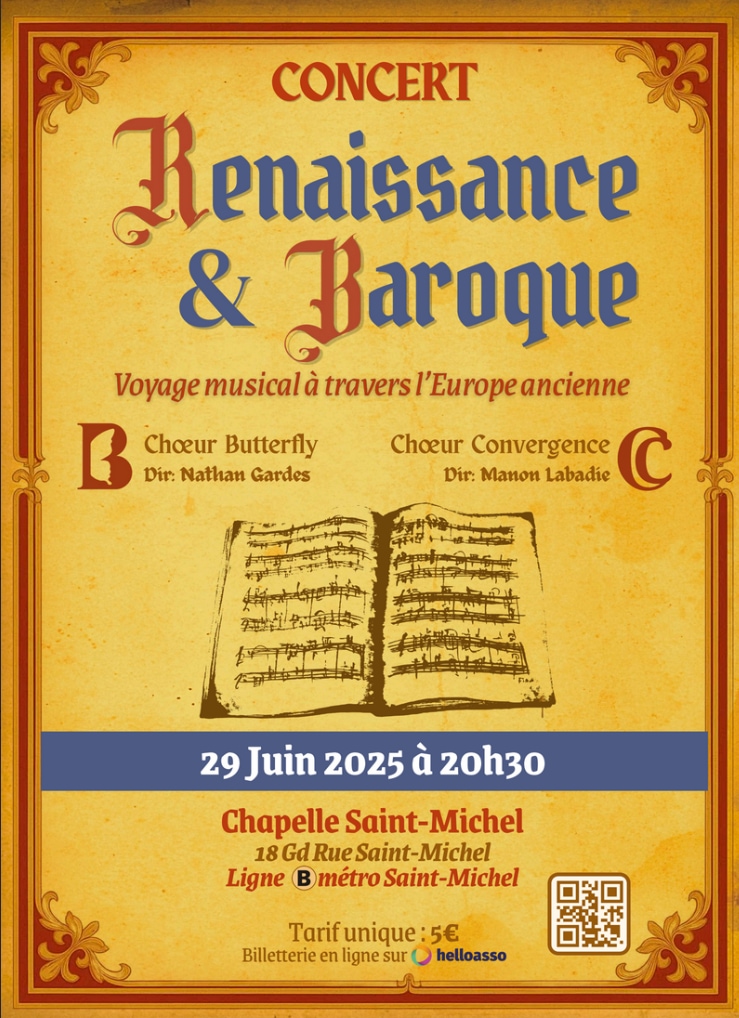 CONCERT
Renaissance
& Baroque
Voyage musical à travers l'Europe ancienne
B
Chœur Butterfly
Dir: Nathan Gardes
Chœur Convergence
Dir: Manon Labadie
CC
29 Juin 2025 à 20h30
Chapelle Saint-Michel
18 Gd Rue Saint-Michel
Ligne B métro Saint-Michel
Tarif unique : 5€
Billetterie en ligne sur helloasso